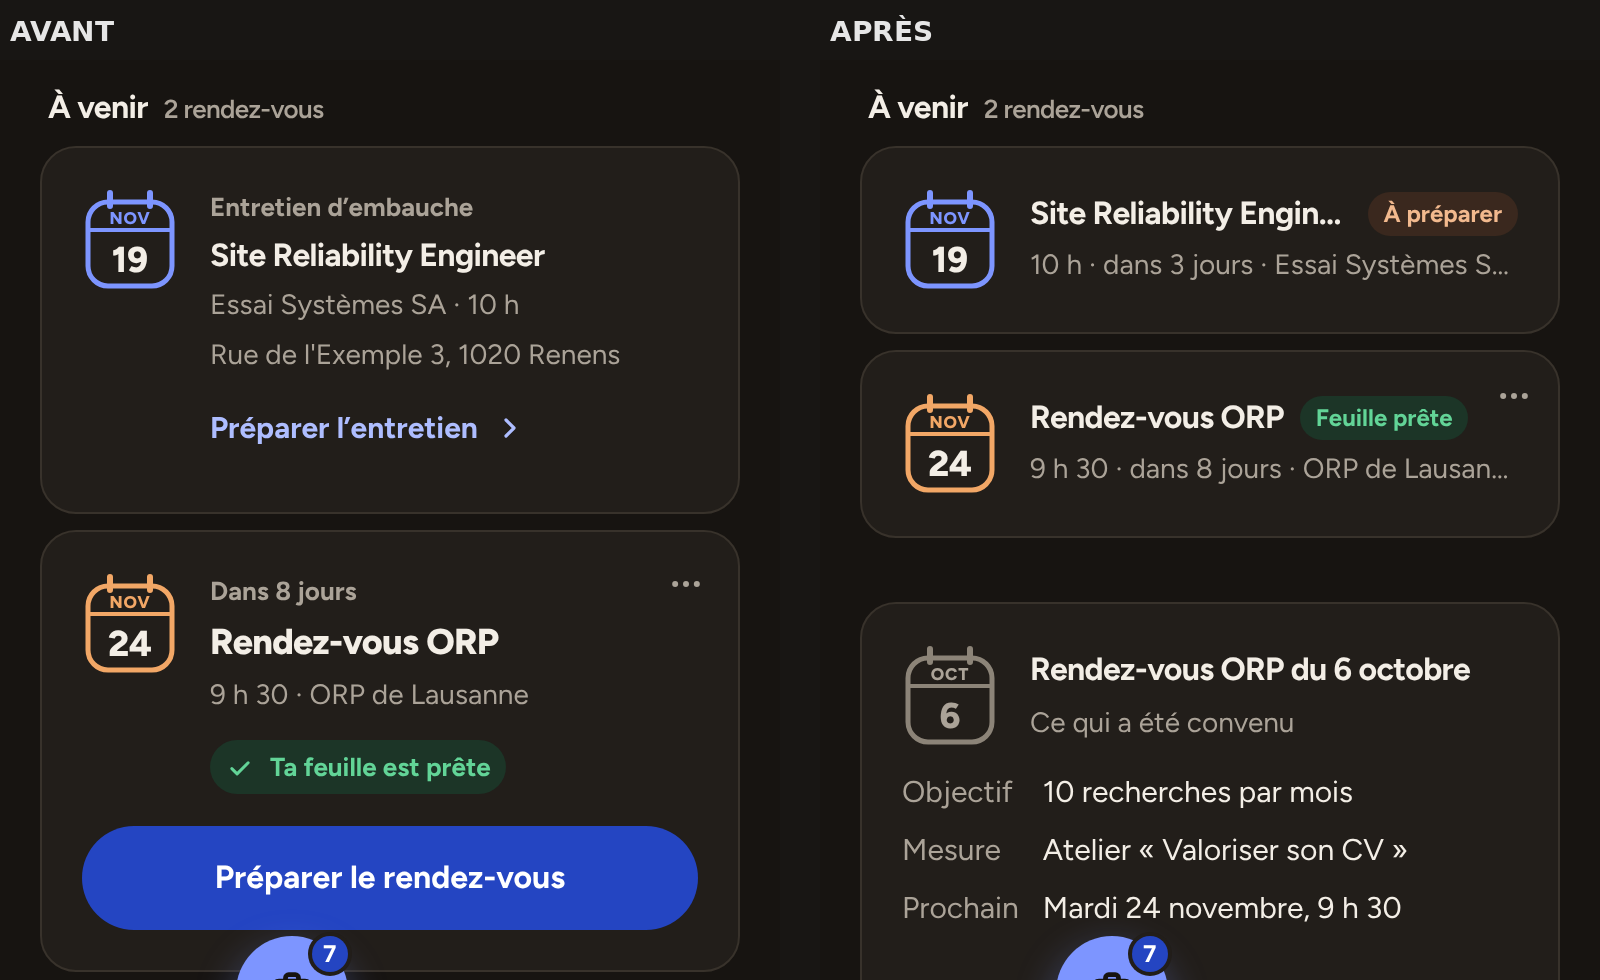 AVANT
À venir 2 rendez-vous
NOV
19
Entretien d’embauche
Site Reliability Engineer
Essai Systèmes SA · 10 h
Rue de l'Exemple 3, 1020 Renens
Préparer l’entretien
NOV
24
Dans 8 jours
Rendez-vous ORP
9 h 30 · ORP de Lausanne
Ta feuille est prête
Préparer le rendez-vous
7
APRÈS
À venir 2 rendez-vous
NOV
19
Site Reliability Engin... À préparer
10 h · dans 3 jours · Essai Systèmes S...
NOV
24
Rendez-vous ORP Feuille prête
9 h 30 · dans 8 jours · ORP de Lausan...
OCT
6
Rendez-vous ORP du 6 octobre
Ce qui a été convenu
Objectif 10 recherches par mois
Mesure Atelier « Valoriser son CV »
Prochain Mardi 24 novembre, 9 h 30
7